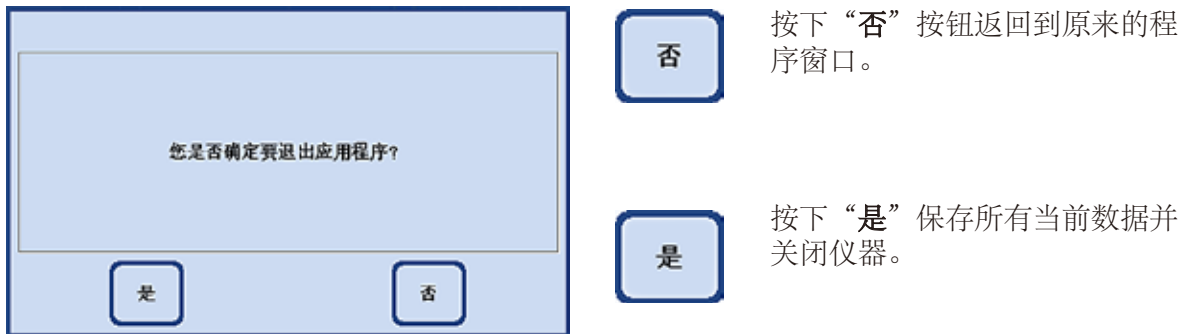 您是否确定要退出应用程序?
是
否
否
按下“否”按钮返回到原来的程
序窗口。
是
按下“是”保存所有当前数据并
关闭仪器。